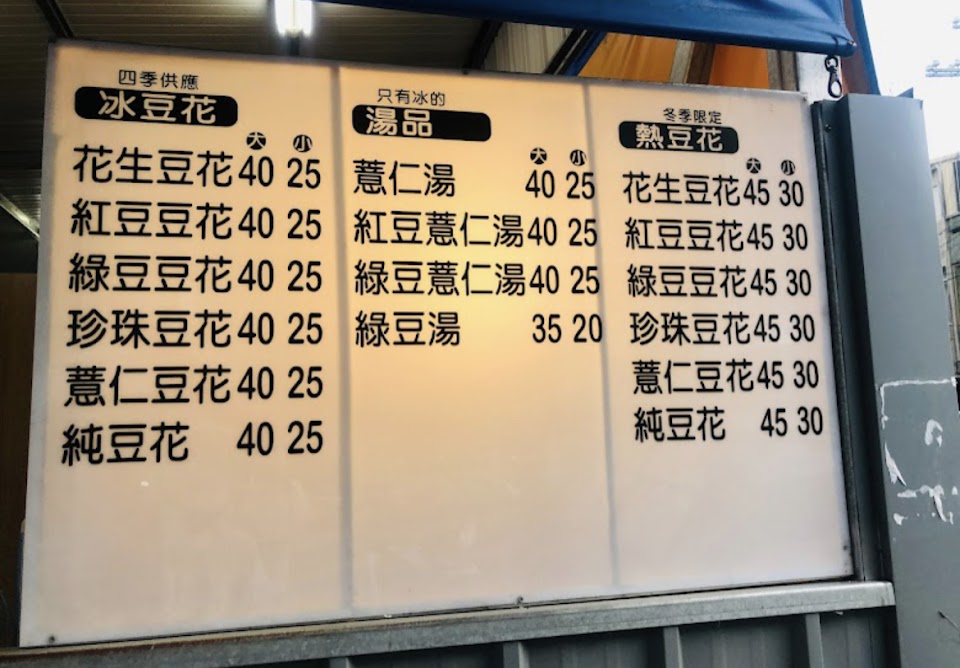 四季供應
冰豆花
大 小
花生豆花 40 25
紅豆豆花 40 25
綠豆豆花 40 25
珍珠豆花 40 25
薏仁豆花 40 25
純豆花 40 25
只有冰的
湯品
大 小
薏仁湯 40 25
紅豆薏仁湯 40 25
綠豆薏仁湯 40 25
綠豆湯 35 20
冬季限定
熱豆花
大 小
花生豆花 45 30
紅豆豆花 45 30
綠豆豆花 45 30
珍珠豆花 45 30
薏仁豆花 45 30
純豆花 45 30